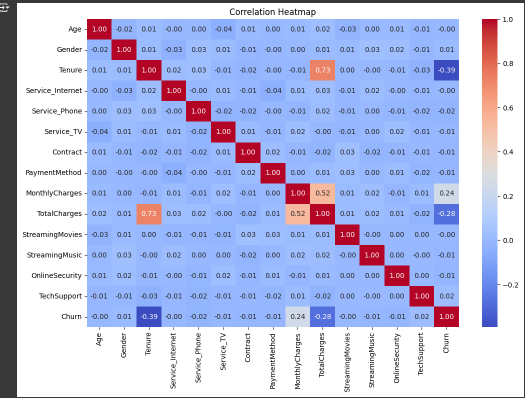 Correlation Heatmap
Age 1.00 -0.02 0.01 -0.00 0.00 -0.04 0.01 0.00 0.01 0.02 -0.03 0.00 0.01 -0.01 -0.00
Gender -0.02 1.00 0.01 -0.03 0.03 0.01 -0.02 -0.00 0.00 0.01 0.01 0.03 0.02 -0.01 0.01
Tenure 0.01 0.01 1.00 0.02 0.03 -0.01 -0.02 -0.00 -0.01 0.73 0.00 -0.00 -0.01 -0.03 -0.39
Service_Internet -0.00 -0.03 0.02 1.00 -0.00 0.01 0.01 -0.04 0.01 0.03 -0.01 0.02 -0.00 -0.00 -0.01
Service_Phone 0.00 0.03 0.03 -0.00 1.00 -0.02 -0.02 -0.00 -0.01 0.02 -0.01 0.00 -0.01 -0.02 -0.02
Service_TV -0.04 0.01 -0.01 0.01 -0.02 1.00 0.01 -0.01 0.02 -0.00 -0.01 0.02 0.00 -0.01 -0.01
Contract 0.01 -0.02 -0.02 0.01 -0.02 0.01 1.00 0.02 -0.01 -0.02 0.03 -0.02 -0.01 -0.01 -0.01
PaymentMethod 0.00 -0.00 -0.00 -0.04 -0.00 -0.01 0.02 1.00 0.00 0.01 0.03 0.00 -0.01 -0.02 -0.01
MonthlyCharges 0.01 0.00 -0.01 0.01 -0.01 0.02 -0.01 0.00 1.00 0.52 0.01 0.02 -0.01 0.01 0.24
TotalCharges 0.02 0.01 0.73 0.03 0.02 -0.00 -0.02 0.01 0.52 1.00 0.01 0.02 0.01 -0.02 -0.28
StreamingMovies -0.03 0.01 0.00 -0.01 -0.01 -0.01 0.03 0.03 0.01 0.01 1.00 -0.00 0.00 -0.00 -0.01
StreamingMusic 0.00 0.03 -0.00 0.02 0.00 0.02 -0.02 0.00 0.02 0.02 -0.00 1.00 0.00 -0.00 -0.01
OnlineSecurity 0.01 0.02 -0.01 -0.00 -0.01 0.00 -0.01 -0.01 -0.01 0.01 0.00 0.00 1.00 -0.00 -0.01
TechSupport -0.01 -0.01 -0.03 -0.00 -0.02 -0.01 -0.01 -0.02 0.01 -0.02 -0.00 -0.00 -0.00 1.00 0.02
Churn -0.00 0.01 -0.39 -0.01 -0.02 -0.01 -0.01 -0.01 0.24 -0.28 -0.01 -0.01 -0.01 0.02 1.00
Age
Gender
Tenure
Service_Internet
Service_Phone
Service_TV
Contract
PaymentMethod
MonthlyCharges
TotalCharges
StreamingMovies
StreamingMusic
OnlineSecurity
TechSupport
Churn
1.0
0.8
0.6
0.4
0.2
0.0
−0.2